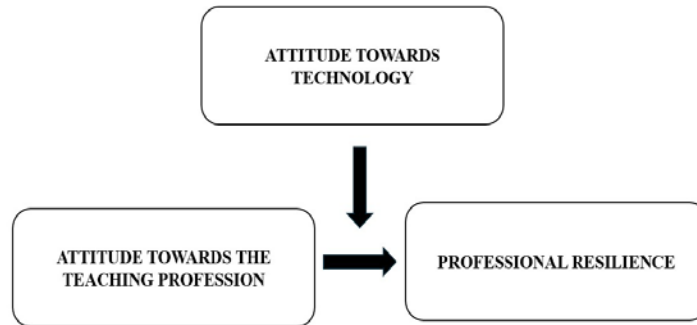 ATTITUDE TOWARDS
TECHNOLOGY
ATTITUDE TOWARDS THE
TEACHING PROFESSION
PROFESSIONAL RESILIENCE